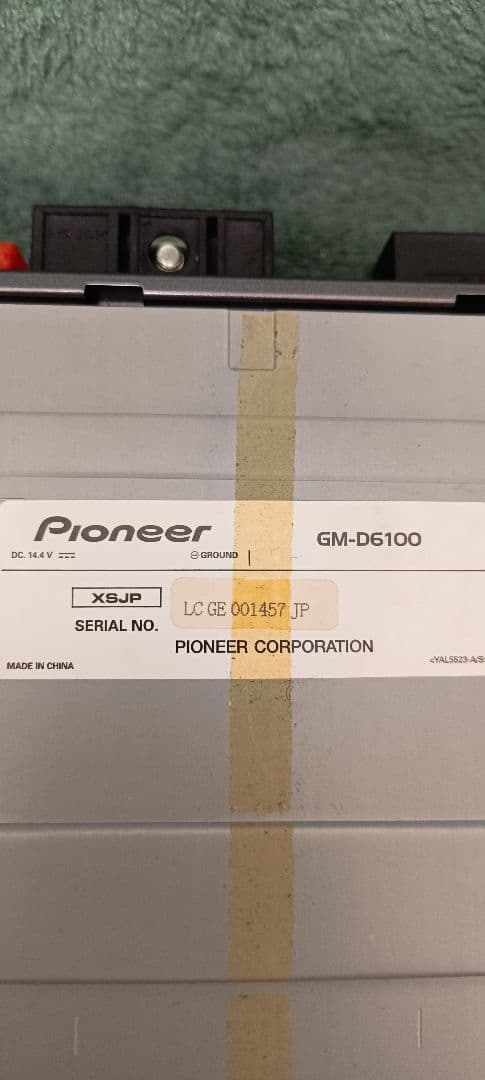 Pioneer
GM-D6100
DC. 14.4 V
⊖ GROUND
XSJP
SERIAL NO.
LC GE 001457 JP
PIONEER CORPORATION
MADE IN CHINA
<YAL5523-A/S